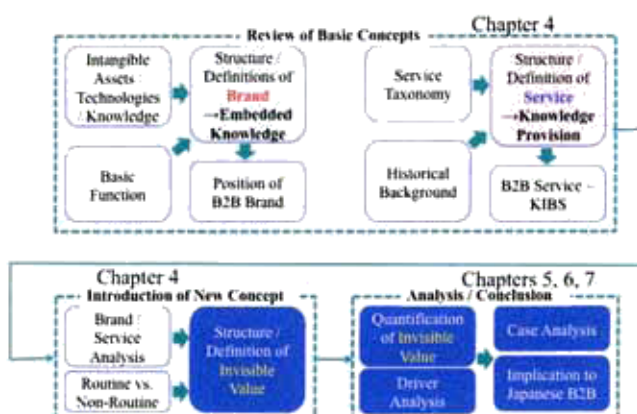 Chapter 4
Review of Basic Concepts
Intangible
Assets
Technologies
Knowledge
Structure /
Definitions of
Brand
→Embedded
Knowledge
Basic
Function
Position of
B2B Brand
Service
Taxonomy
Structure /
Definition of
Service
→Knowledge
Provision
Historical
Background
B2B Service –
KIBS
Chapter 4
Introduction of New Concept
Brand /
Service
Analysis
Routine vs.
Non-Routine
Structure /
Definition of
Invisible
Value
Chapters 5, 6, 7
Analysis / Conclusion
Quantification
of Invisible
Value
Driver
Analysis
Case Analysis
Implication to
Japanese B2B